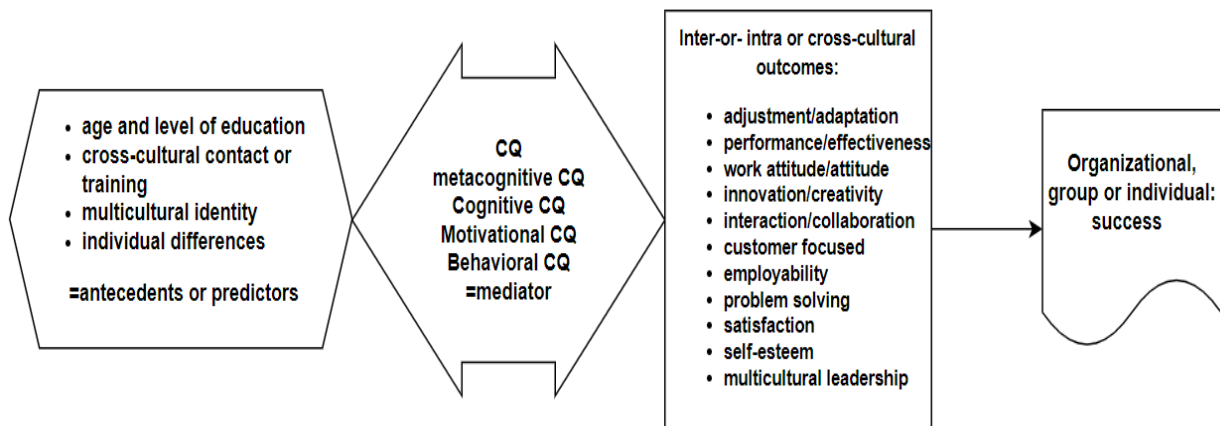 • age and level of education
• cross-cultural contact or
training
• multicultural identity
• individual differences
=antecedents or predictors
CQ
metacognitive CQ
Cognitive CQ
Motivational CQ
Behavioral CQ
=mediator
Inter-or- intra or cross-cultural
outcomes:
• adjustment/adaptation
• performance/effectiveness
• work attitude/attitude
• innovation/creativity
• interaction/collaboration
• customer focused
• employability
• problem solving
• satisfaction
• self-esteem
• multicultural leadership
Organizational,
group or individual:
success